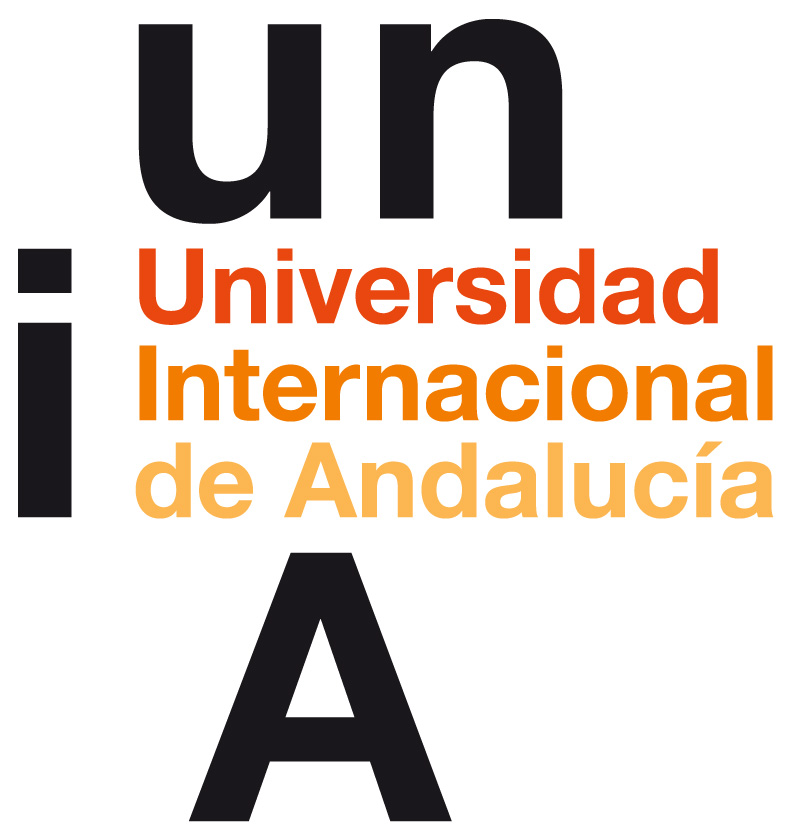 un
i
Universidad
Internacional
de Andalucía
A